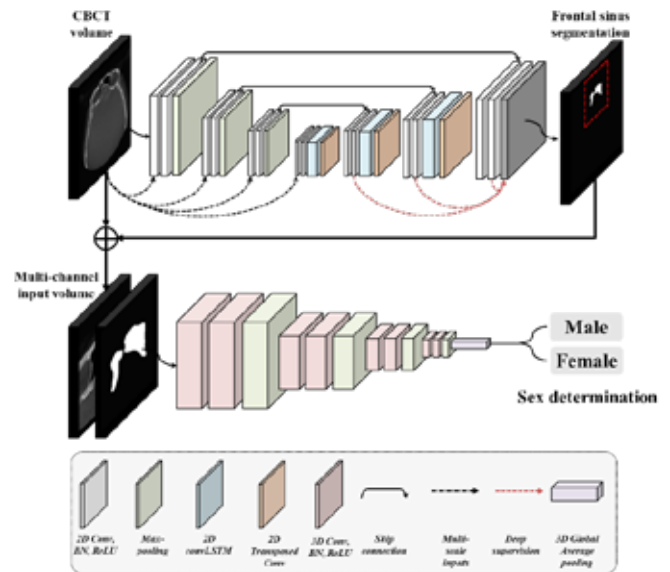 CBCT
volume
Frontal sinus
segmentation
Multi-channel
input volume
Male
Female
Sex determination
2D Conv,
BN, ReLU
Max-
pooling
2D
convLSTM
2D
Transposed
Conv
3D Conv,
BN, ReLU
Skip
connection
Multi-
scale
inputs
Deep
supervision
3D Global
Average
pooling